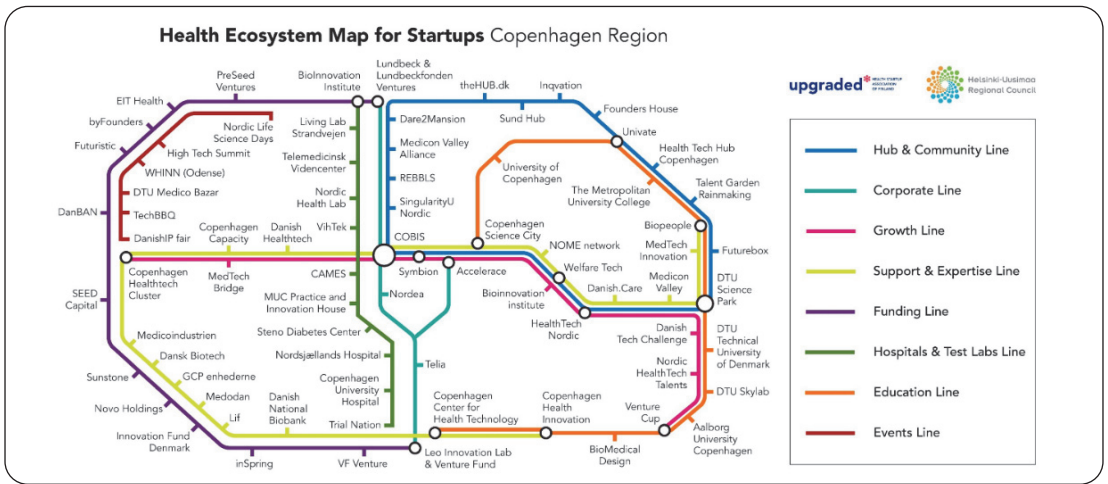 Health Ecosystem Map for Startups Copenhagen Region
upgraded
HEALTH STARTUP
ASSOCIATION
OF FINLAND
Helsinki-Uusimaa
Regional Council
PreSeed
Ventures
BioInnovation
Institute
Lundbeck &
Lundbeckfonden
Ventures
theHUB.dk
Inqvation
EIT Health
byFounders
Futuristic
Nordic Life
Science Days
High Tech Summit
WHINN (Odense)
DTU Medico Bazar
TechBBQ
DanishIP fair
DanBAN
Living Lab
Strandvejen
Telemedicinsk
Videncenter
Nordic
Health Lab
VihTek
Dare2Mansion
Medicon Valley
Alliance
REBBLS
SingularityU
Nordic
COBIS
Sund Hub
Founders House
Univate
University of
Copenhagen
The Metropolitan
University College
Health Tech Hub
Copenhagen
Talent Garden
Rainmaking
Copenhagen
Science City
Biopeople
NOME network
MedTech
Innovation
Futurebox
Copenhagen
Capacity
Danish
Healthtech
Copenhagen
Healthtech
Cluster
MedTech
Bridge
CAMES
Symbion
Accelerace
Welfare Tech
Danish.Care
Medicon
Valley
DTU
Science
Park
Bioinnovation
institute
HealthTech
Nordic
SEED
Capital
MUC Practice and
Innovation House
Nordea
Steno Diabetes Center
Danish
Tech Challenge
DTU
Technical
University
of Denmark
Medicoindustrien
Dansk Biotech
GCP enhederne
Medodan
Lif
Danish
National
Biobank
Nordsjællands Hospital
Copenhagen
University
Hospital
Trial Nation
Telia
Nordic
HealthTech
Talents
DTU Skylab
Sunstone
Novo Holdings
Innovation Fund
Denmark
inSpring
VF Venture
Leo Innovation Lab
& Venture Fund
Copenhagen
Center for
Health Technology
Copenhagen
Health
Innovation
BioMedical
Design
Venture
Cup
Aalborg
University
Copenhagen
Hub & Community Line
Corporate Line
Growth Line
Support & Expertise Line
Funding Line
Hospitals & Test Labs Line
Education Line
Events Line